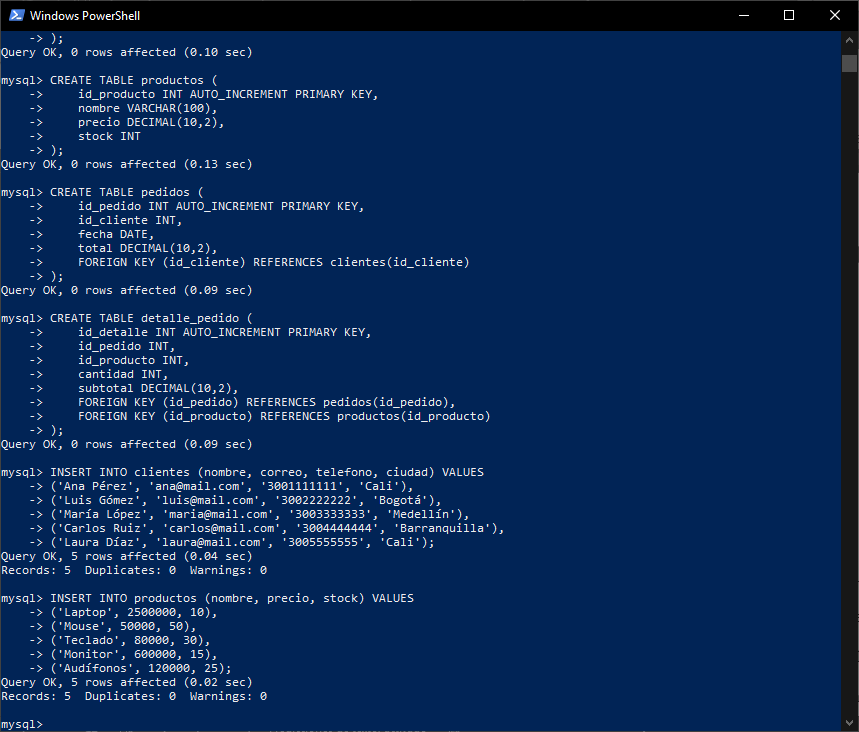 Windows PowerShell
    -> );
Query OK, 0 rows affected (0.10 sec)
mysql> CREATE TABLE productos (
    ->     id_producto INT AUTO_INCREMENT PRIMARY KEY,
    ->     nombre VARCHAR(100),
    ->     precio DECIMAL(10,2),
    ->     stock INT
    -> );
Query OK, 0 rows affected (0.13 sec)
mysql> CREATE TABLE pedidos (
    ->     id_pedido INT AUTO_INCREMENT PRIMARY KEY,
    ->     id_cliente INT,
    ->     fecha DATE,
    ->     total DECIMAL(10,2),
    ->     FOREIGN KEY (id_cliente) REFERENCES clientes(id_cliente)
    -> );
Query OK, 0 rows affected (0.09 sec)
mysql> CREATE TABLE detalle_pedido (
    ->     id_detalle INT AUTO_INCREMENT PRIMARY KEY,
    ->     id_pedido INT,
    ->     id_producto INT,
    ->     cantidad INT,
    ->     subtotal DECIMAL(10,2),
    ->     FOREIGN KEY (id_pedido) REFERENCES pedidos(id_pedido),
    ->     FOREIGN KEY (id_producto) REFERENCES productos(id_producto)
    -> );
Query OK, 0 rows affected (0.09 sec)
mysql> INSERT INTO clientes (nombre, correo, telefono, ciudad) VALUES
    -> ('Ana Pérez', 'ana@mail.com', '3001111111', 'Cali'),
    -> ('Luis Gómez', 'luis@mail.com', '3002222222', 'Bogotá'),
    -> ('María López', 'maria@mail.com', '3003333333', 'Medellín'),
    -> ('Carlos Ruiz', 'carlos@mail.com', '3004444444', 'Barranquilla'),
    -> ('Laura Díaz', 'laura@mail.com', '3005555555', 'Cali');
Query OK, 5 rows affected (0.04 sec)
Records: 5  Duplicates: 0  Warnings: 0
mysql> INSERT INTO productos (nombre, precio, stock) VALUES
    -> ('Laptop', 2500000, 10),
    -> ('Mouse', 50000, 50),
    -> ('Teclado', 80000, 30),
    -> ('Monitor', 600000, 15),
    -> ('Audífonos', 120000, 25);
Query OK, 5 rows affected (0.02 sec)
Records: 5  Duplicates: 0  Warnings: 0
mysql>